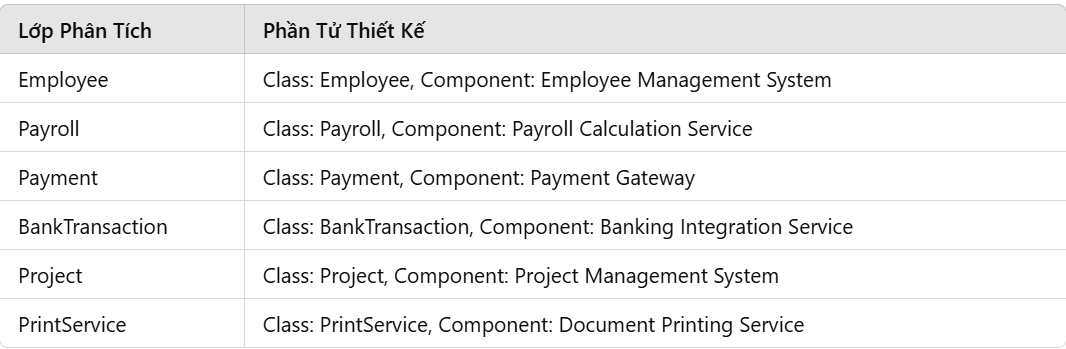 Lớp Phân Tích Phần Tử Thiết Kế
Employee Class: Employee, Component: Employee Management System
Payroll Class: Payroll, Component: Payroll Calculation Service
Payment Class: Payment, Component: Payment Gateway
BankTransaction Class: BankTransaction, Component: Banking Integration Service
Project Class: Project, Component: Project Management System
PrintService Class: PrintService, Component: Document Printing Service